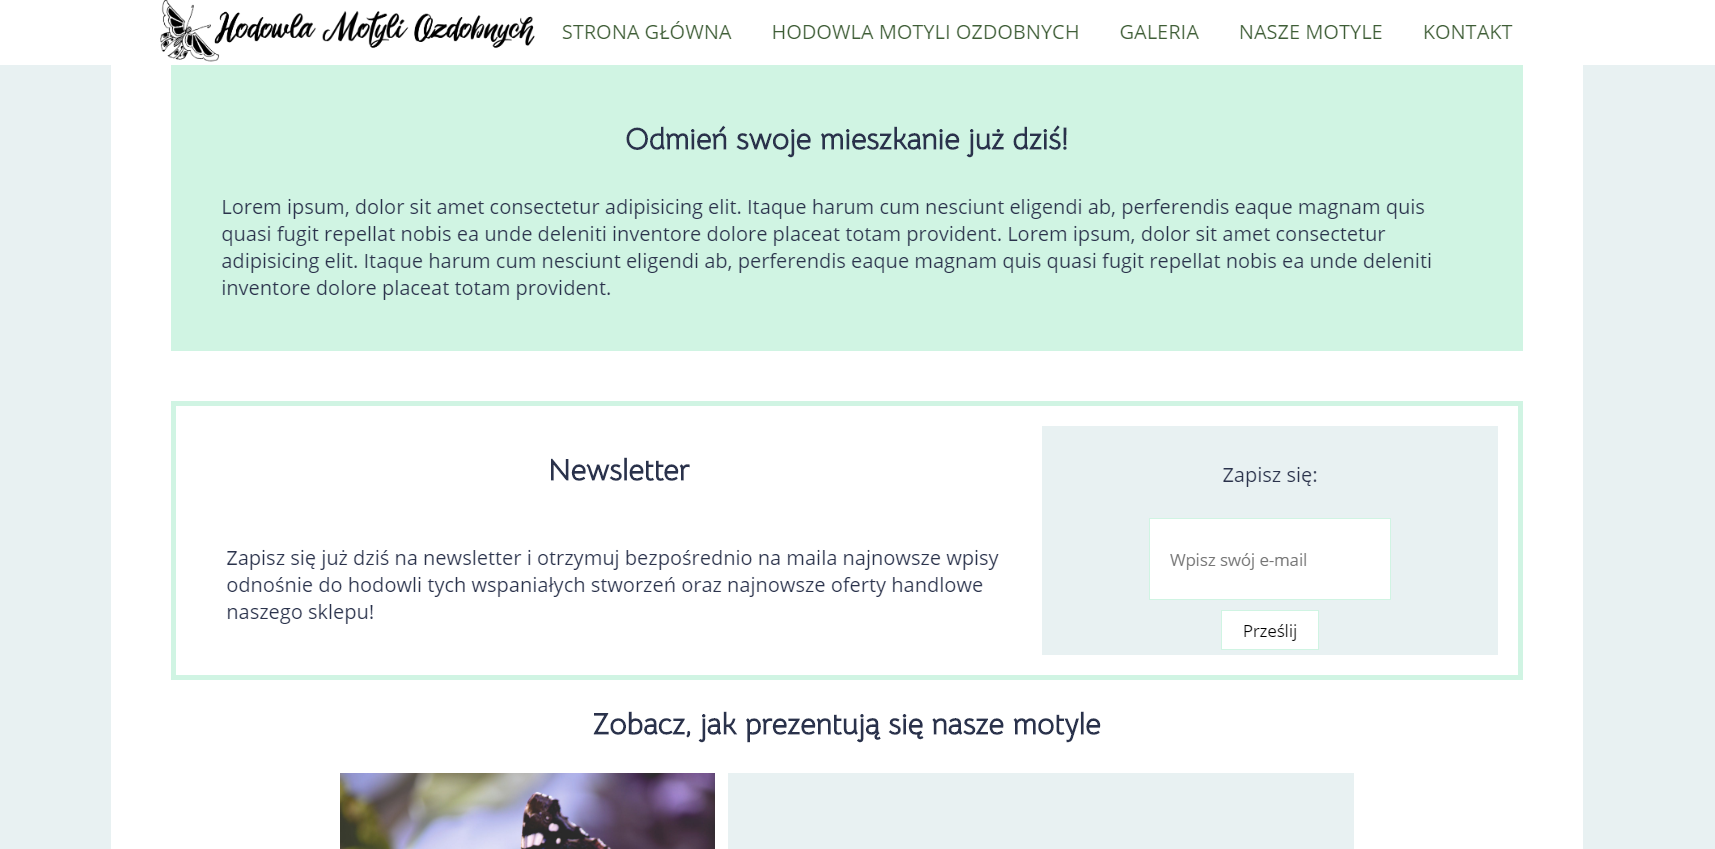 Hodowla Motyli Ozdobnych
STRONA GŁÓWNA
HODOWLA MOTYLI OZDOBNYCH
GALERIA
NASZE MOTYLE
KONTAKT
Odmień swoje mieszkanie już dziś!
Lorem ipsum, dolor sit amet consectetur adipisicing elit. Itaque harum cum nesciunt eligendi ab, perferendis eaque magnam quis
quasi fugit repellat nobis ea unde deleniti inventore dolore placeat totam provident. Lorem ipsum, dolor sit amet consectetur
adipisicing elit. Itaque harum cum nesciunt eligendi ab, perferendis eaque magnam quis quasi fugit repellat nobis ea unde deleniti
inventore dolore placeat totam provident.
Newsletter
Zapisz się już dziś na newsletter i otrzymuj bezpośrednio na maila najnowsze wpisy
odnośnie do hodowli tych wspaniałych stworzeń oraz najnowsze oferty handlowe
naszego sklepu!
Zapisz się:
Wpisz swój e-mail
Prześlij
Zobacz, jak prezentują się nasze motyle